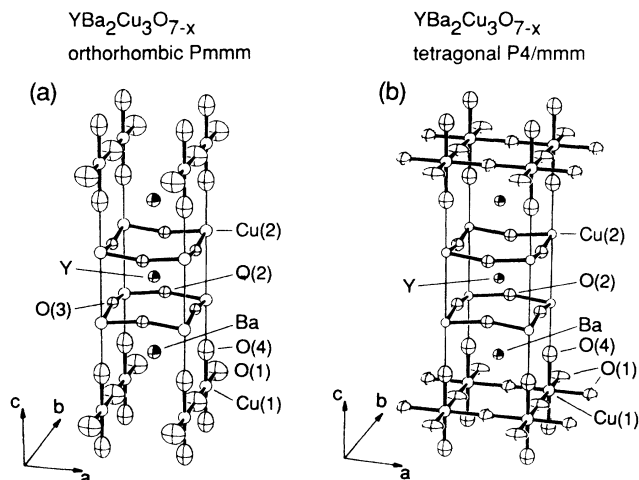 YBa2Cu3O7-x
orthorhombic Pmmm
(a)
Cu(2)
Y
O(2)
O(3)
Ba
O(4)
O(1)
Cu(1)
c
b
a
YBa2Cu3O7-x
tetragonal P4/mmm
(b)
Cu(2)
Y
O(2)
Ba
O(4)
O(1)
Cu(1)
c
b
a